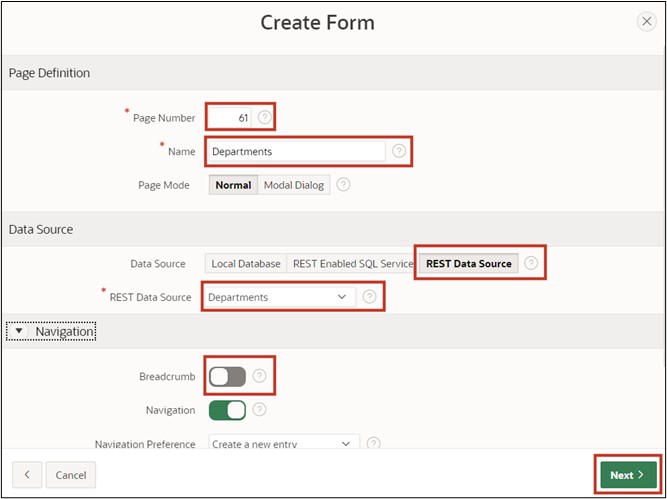 Create Form
Page Definition
* Page Number 61 ?
* Name Departments ?
Page Mode Normal Modal Dialog ?
Data Source
Data Source Local Database REST Enabled SQL Service REST Data Source ?
* REST Data Source Departments ?
Navigation
Breadcrumb ?
Navigation ?
Navigation Preference Create a new entry ?
Cancel Next